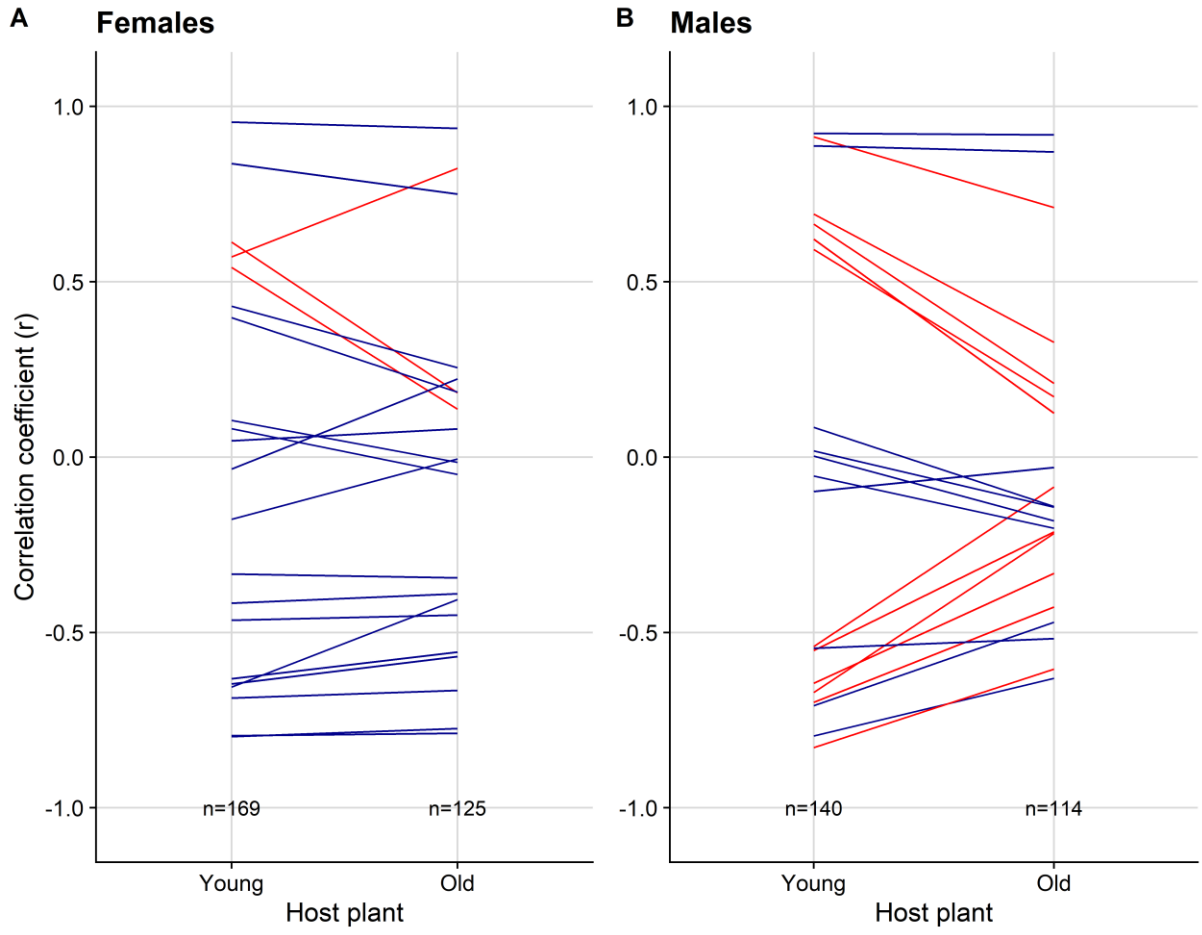 A Females
Correlation coefficient (r)
1.0
0.5
0.0
-0.5
-1.0
n=169 n=125
Young Old
Host plant
B Males
1.0
0.5
0.0
-0.5
-1.0
n=140 n=114
Young Old
Host plant